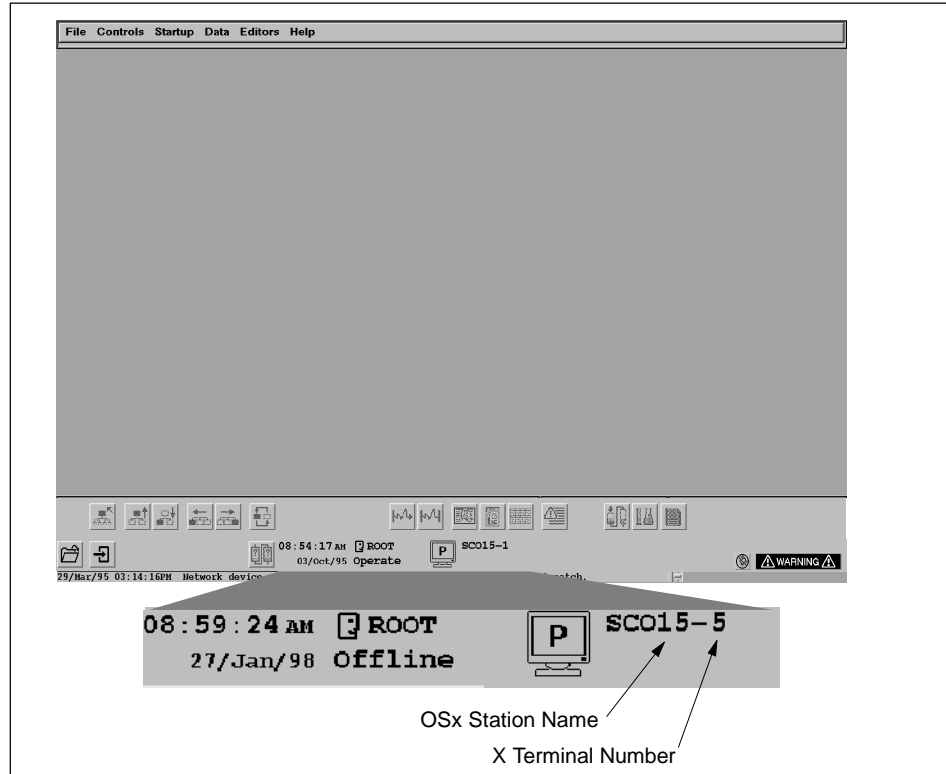 File Controls Startup Data Editors Help
08:54:17 AM ROOT P SCO15-1
03/Oct/95 Operate
WARNING
29/Mar/95 03:14:16PM Network device
08:59:24 AM ROOT P SCO15-5
27/Jan/98 Offline
OSx Station Name
X Terminal Number